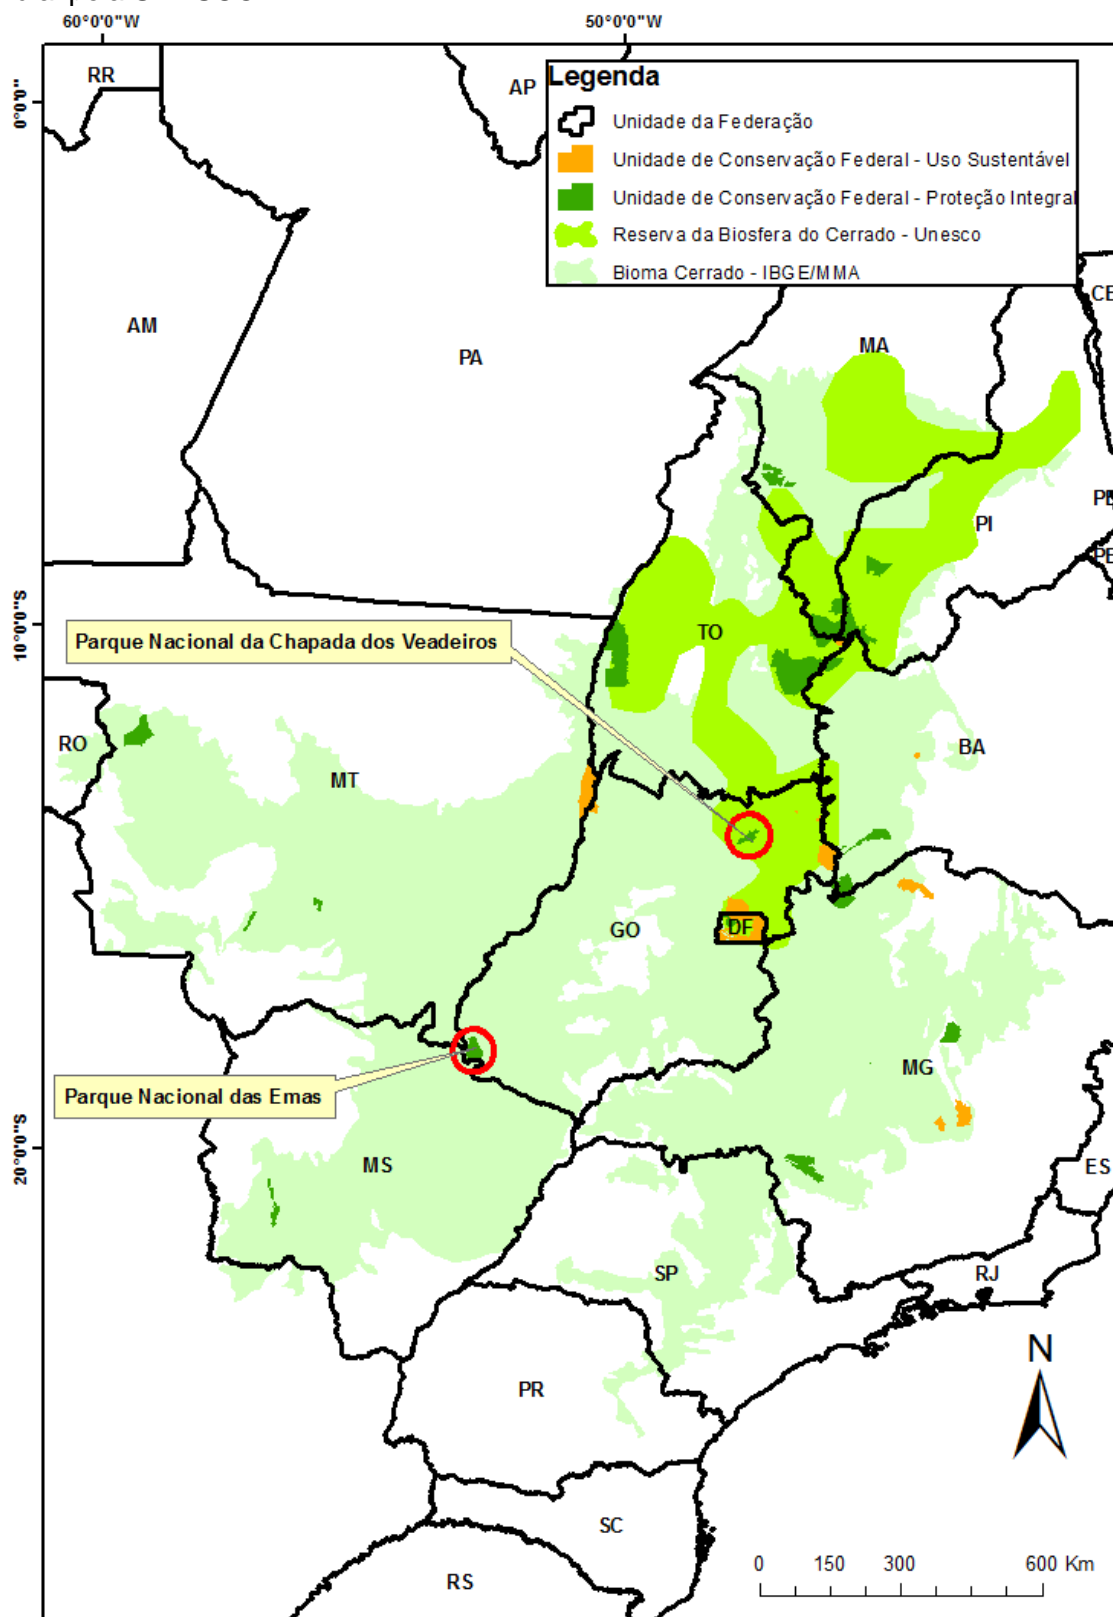 60°0'0"W
50°0'0"W
RR
AP
Legenda
0°0'0"
Unidade da Federação
Unidade de Conservação Federal - Uso Sustentável
Unidade de Conservação Federal - Proteção Integral
Reserva da Biosfera do Cerrado - Unesco
Bioma Cerrado - IBGE/MMA
CE
AM
MA
PA
PI
10°0'0"S
Parque Nacional da Chapada dos Veadeiros
TO
RO
MT
BA
GO
DF
MG
Parque Nacional das Emas
20°0'0"S
MS
ES
SP
RJ
N
PR
SC
RS
0 150 300 600 Km